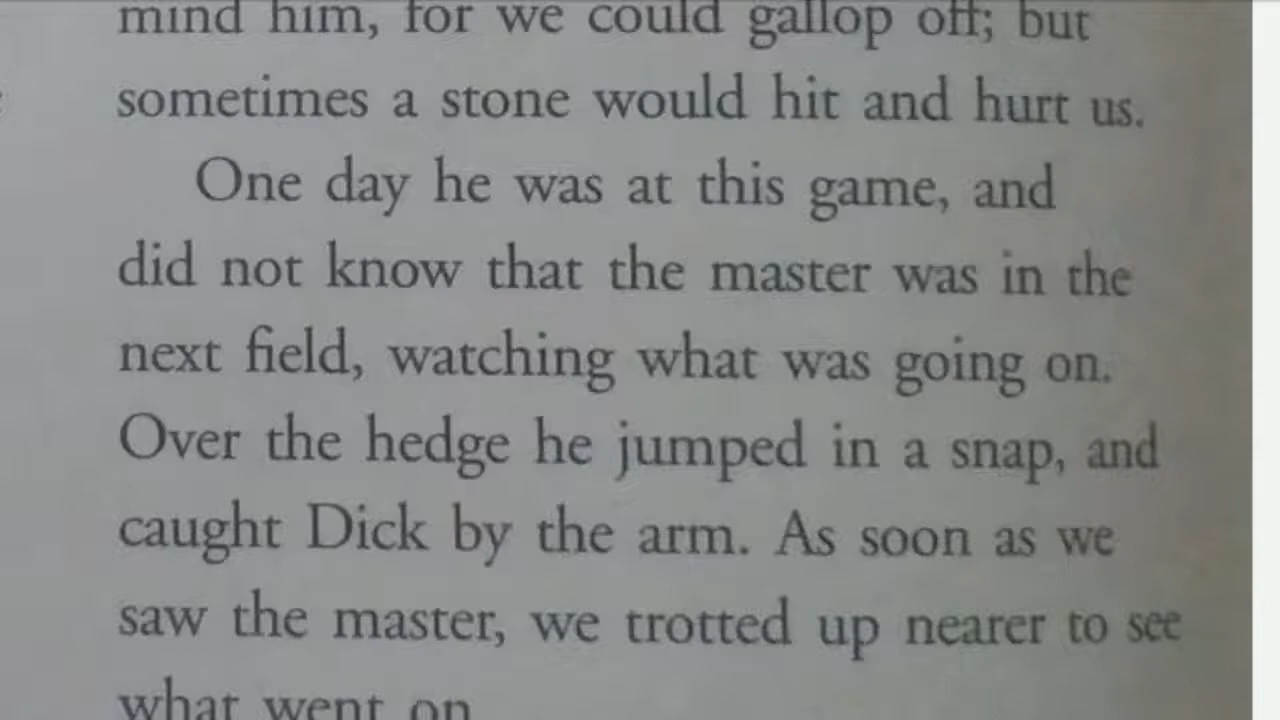 mind him, for we could gallop off; but
sometimes a stone would hit and hurt us.
One day he was at this game, and
did not know that the master was in the
next field, watching what was going on.
Over the hedge he jumped in a snap, and
caught Dick by the arm. As soon as we
saw the master, we trotted up nearer to see
what went on